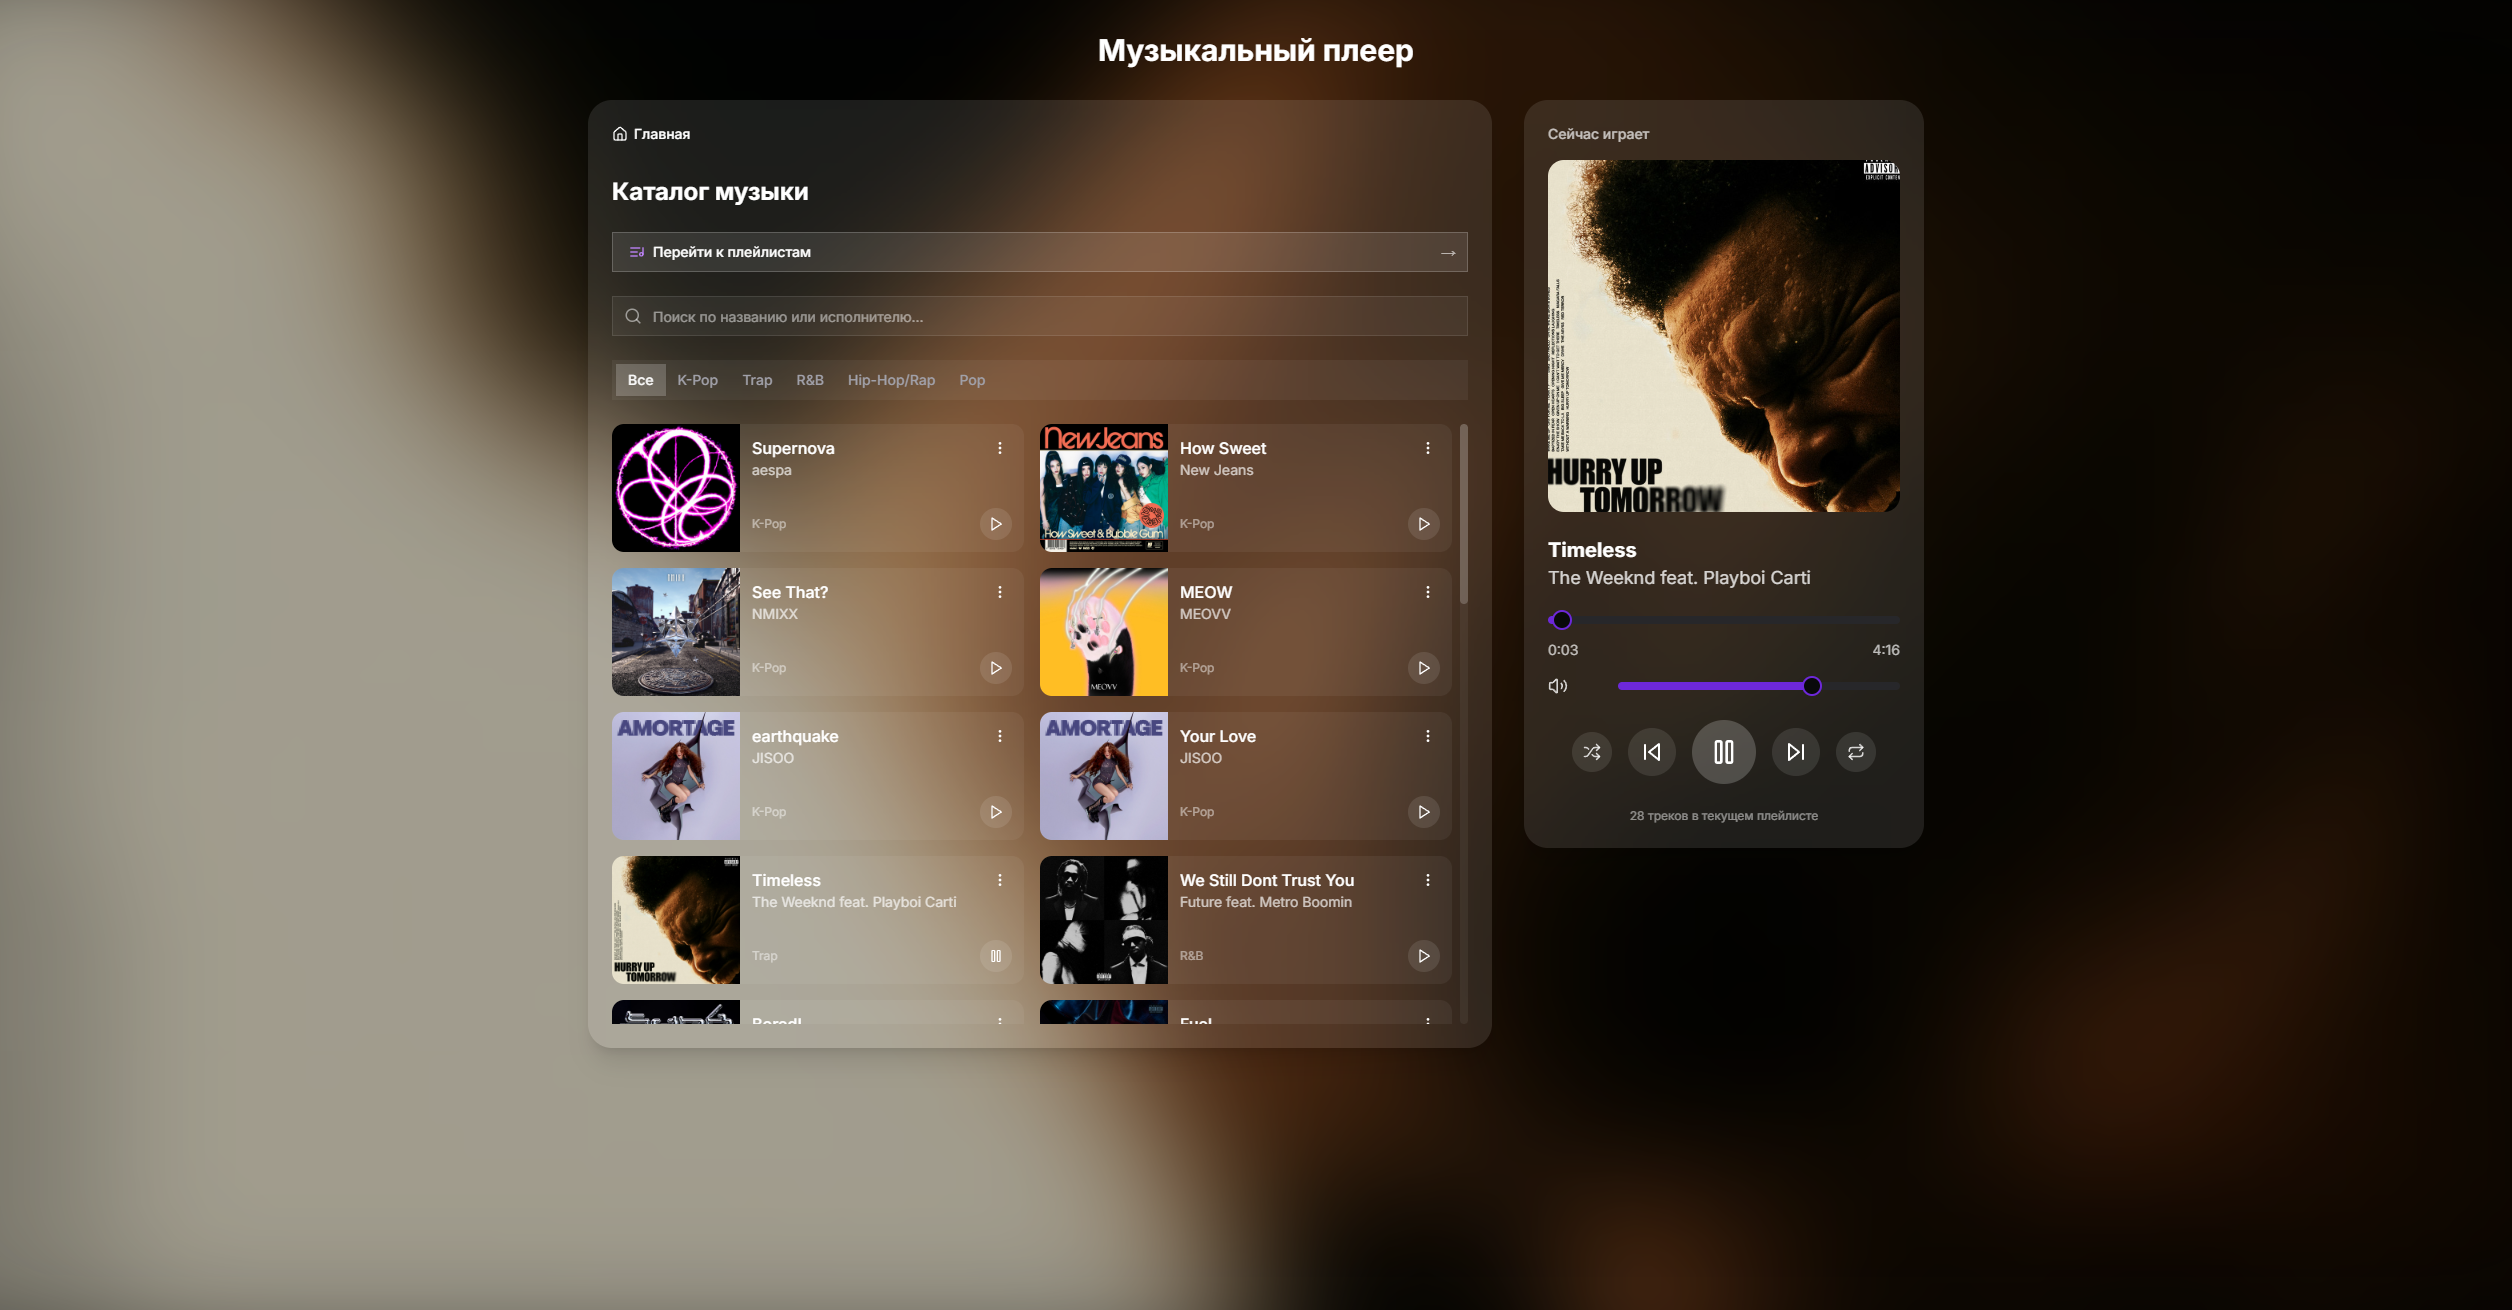 Музыкальный плеер
Главная
Каталог музыки
Перейти к плейлистам →
Поиск по названию или исполнителю...
Все K-Pop Trap R&B Hip-Hop/Rap Pop
Supernova
aespa
K-Pop
NewJeans
How Sweet & Bubble Gum
How Sweet
New Jeans
K-Pop
See That?
NMIXX
K-Pop
MEOVV
MEOW
MEOVV
K-Pop
AMORTAGE
earthquake
JISOO
K-Pop
AMORTAGE
Your Love
JISOO
K-Pop
HURRY UP
TOMORROW
Timeless
The Weeknd feat. Playboi Carti
Trap
We Still Dont Trust You
Future feat. Metro Boomin
R&B
Сейчас играет
ADVISOR
HURRY UP
TOMORROW
Timeless
The Weeknd feat. Playboi Carti
0:03 4:16
28 треков в текущем плейлисте